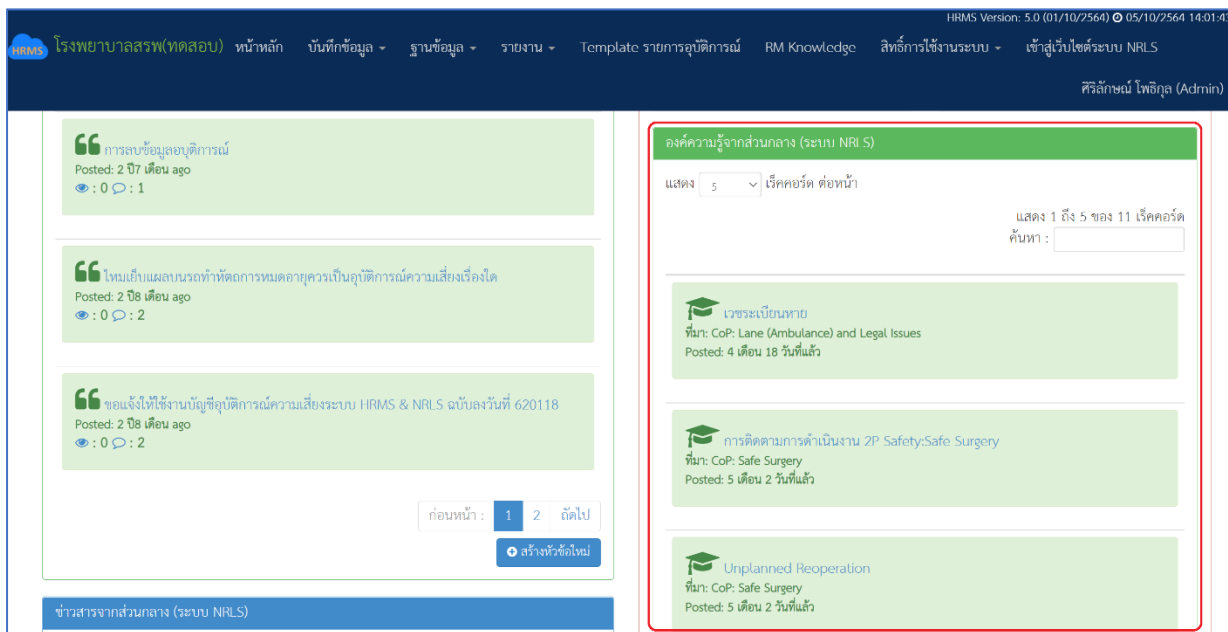 HRMS Version: 5.0 (01/10/2564) 05/10/2564 14:01:43
HRMS โรงพยาบาลสรพ(ทดสอบ) หน้าหลัก บันทึกข้อมูล ฐานข้อมูล รายงาน Template รายการอุบัติการณ์ RM Knowledge สิทธิ์การใช้งานระบบ เข้าสู่เว็บไซต์ระบบ NRLS
ศิริลักษณ์ โพธิกุล (Admin)
การลบข้อมูลอบุติการณ์
Posted: 2 ปี7 เดือน ago
: 0 : 1
ไหมเย็บแผลบนรถทำหัตถการหมดอายุควรเป็นอุบัติการณ์ความเสี่ยงเรื่องใด
Posted: 2 ปี8 เดือน ago
: 0 : 2
ขอแจ้งให้ใช้งานบัญชีอุบัติการณ์ความเสี่ยงระบบ HRMS & NRLS ฉบับลงวันที่ 620118
Posted: 2 ปี8 เดือน ago
: 0 : 2
ก่อนหน้า : 1 2 ถัดไป
สร้างหัวข้อใหม่
ข่าวสารจากส่วนกลาง (ระบบ NRLS)
องค์ความรู้จากส่วนกลาง (ระบบ NRLS)
แสดง 5 เร็คคอร์ด ต่อหน้า
แสดง 1 ถึง 5 ของ 11 เร็คคอร์ด
ค้นหา :
เวชระเบียนหาย
ที่มา: CoP: Lane (Ambulance) and Legal Issues
Posted: 4 เดือน 18 วันที่แล้ว
การติดตามการดำเนินงาน 2P Safety:Safe Surgery
ที่มา: CoP: Safe Surgery
Posted: 5 เดือน 2 วันที่แล้ว
Unplanned Reoperation
ที่มา: CoP: Safe Surgery
Posted: 5 เดือน 2 วันที่แล้ว